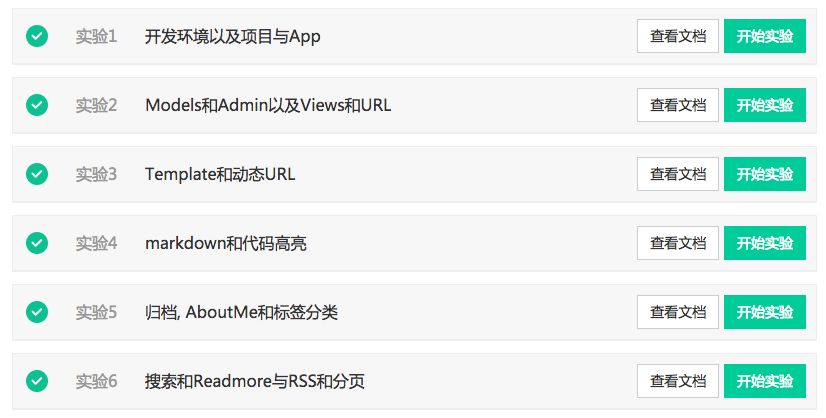 实验1 开发环境以及项目与App 查看文档 开始实验
实验2 Models和Admin以及Views和URL 查看文档 开始实验
实验3 Template和动态URL 查看文档 开始实验
实验4 markdown和代码高亮 查看文档 开始实验
实验5 归档, AboutMe和标签分类 查看文档 开始实验
实验6 搜索和Readmore与RSS和分页 查看文档 开始实验